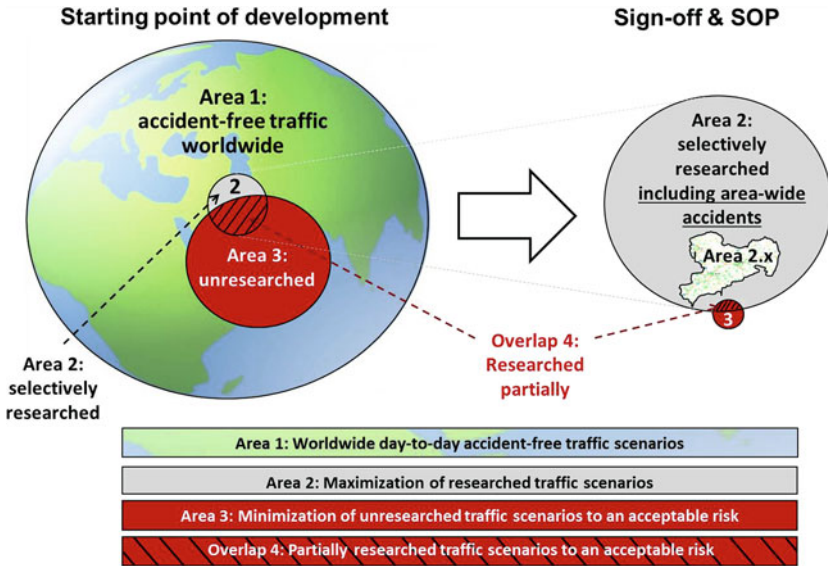 Starting point of development
Sign-off & SOP
Area 1:
accident-free traffic
worldwide
2
Area 3:
unresearched
Area 2:
selectively
researched
Area 2:
selectively
researched
including area-wide
accidents
Area 2.x
3
Overlap 4:
Researched
partially
Area 1: Worldwide day-to-day accident-free traffic scenarios
Area 2: Maximization of researched traffic scenarios
Area 3: Minimization of unresearched traffic scenarios to an acceptable risk
Overlap 4: Partially researched traffic scenarios to an acceptable risk